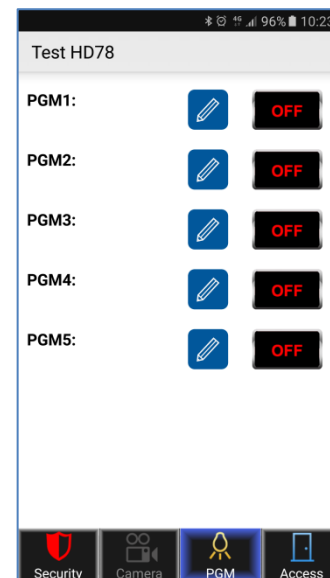 96% 10:23
Test HD78
PGM1: OFF
PGM2: OFF
PGM3: OFF
PGM4: OFF
PGM5: OFF
Security Camera PGM Access